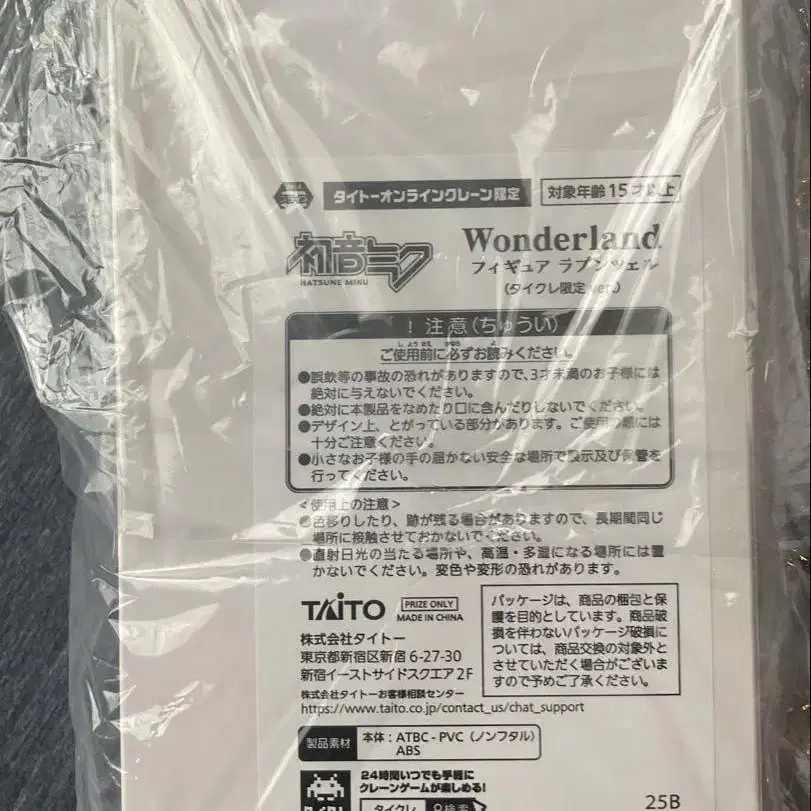 タイトーオンラインクレーン限定
対象年齢15才以上
初音ミク
HATSUNE MIKU
Wonderland
フィギュア ラプンツェル
(タイクレ限定 ver.)
! 注意(ちゅうい)
ご使用前に必ずお読みください。
●誤飲等の事故の恐れがありますので、3才未満のお子様には
絶対に与えないでください。
●絶対に本製品をなめたり口に含んだりしないでください。
●デザイン上、とがっている部分があります。ご使用の際には
十分ご注意ください。
●小さなお子様の手の届かない安全な場所で展示及び保管を
行ってください。
<使用上の注意>
●色移りしたり、跡が残る場合がありますので、長期間同じ
場所に接触させておかないでください。
●直射日光の当たる場所や、高温・多湿になる場所には置
かないでください。変色や変形の恐れがあります。
TAITO
PRIZE ONLY
MADE IN CHINA
株式会社タイトー
東京都新宿区新宿 6-27-30
新宿イーストサイドスクエア 2F
株式会社タイトーお客様相談センター
https://www.taito.co.jp/contact_us/chat_support
パッケージは、商品の梱包と保
護を目的としています。商品破
損を伴わないパッケージ破損に
ついては、商品交換の対象外と
させていただく場合がございま
すので予めご了承ください。
製品素材
本体:ATBC-PVC (ノンフタル)
ABS
24時間いつでも手軽に
クレーンゲームが楽しめる!
タイクレ
検索
25B